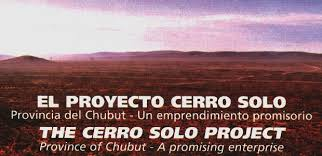 EL PROYECTO CERRO SOLO
Provincia del Chubut - Un emprendimiento promisorio
THE CERRO SOLO PROJECT
Province of Chubut - A promising enterprise